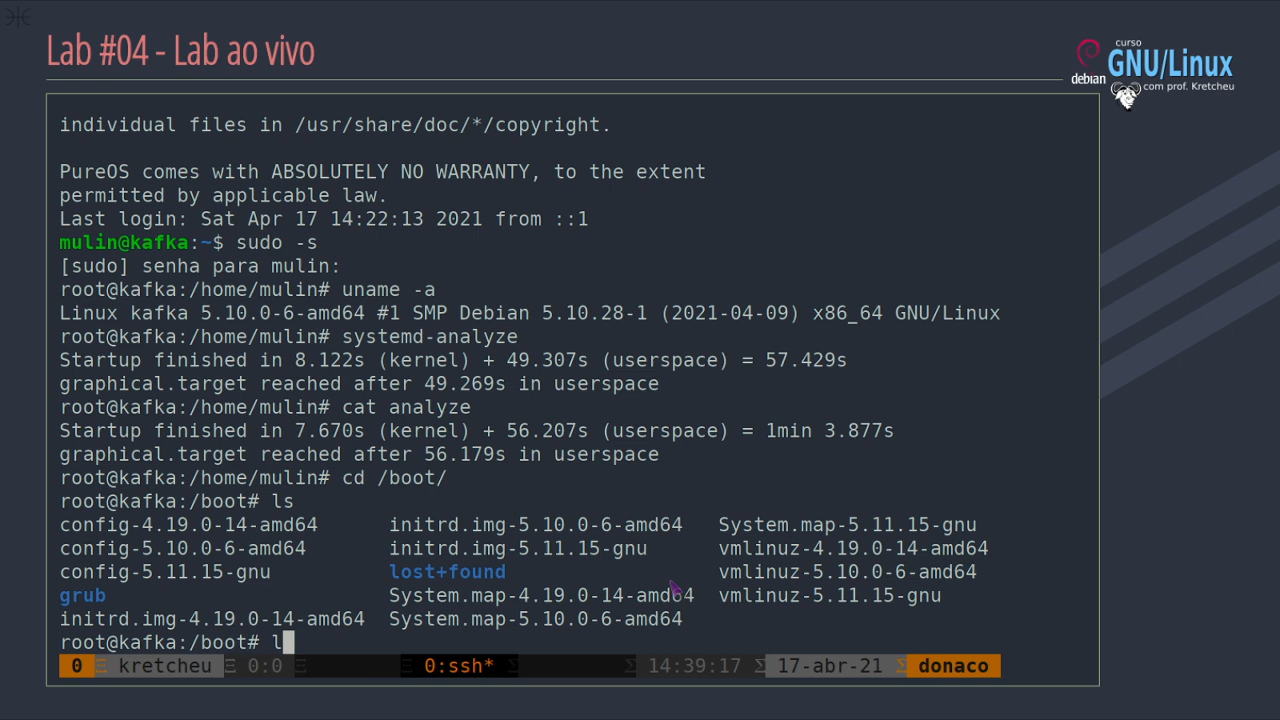 Lab #04 - Lab ao vivo
curso
GNU/Linux
debian
com prof. Kretcheu
individual files in /usr/share/doc/*/copyright.
PureOS comes with ABSOLUTELY NO WARRANTY, to the extent
permitted by applicable law.
Last login: Sat Apr 17 14:22:13 2021 from ::1
mulin@kafka:~$ sudo -s
[sudo] senha para mulin:
root@kafka:/home/mulin# uname -a
Linux kafka 5.10.0-6-amd64 #1 SMP Debian 5.10.28-1 (2021-04-09) x86_64 GNU/Linux
root@kafka:/home/mulin# systemd-analyze
Startup finished in 8.122s (kernel) + 49.307s (userspace) = 57.429s
graphical.target reached after 49.269s in userspace
root@kafka:/home/mulin# cat analyze
Startup finished in 7.670s (kernel) + 56.207s (userspace) = 1min 3.877s
graphical.target reached after 56.179s in userspace
root@kafka:/home/mulin# cd /boot/
root@kafka:/boot# ls
config-4.19.0-14-amd64 initrd.img-5.10.0-6-amd64 System.map-5.11.15-gnu
config-5.10.0-6-amd64 initrd.img-5.11.15-gnu vmlinuz-4.19.0-14-amd64
config-5.11.15-gnu lost+found vmlinuz-5.10.0-6-amd64
grub System.map-4.19.0-14-amd64 vmlinuz-5.11.15-gnu
initrd.img-4.19.0-14-amd64 System.map-5.10.0-6-amd64
root@kafka:/boot# l
0 Ξ kretcheu Ξ 0:0 Ξ 0:ssh* Σ Σ 14:39:17 Σ 17-abr-21 Σ donaco